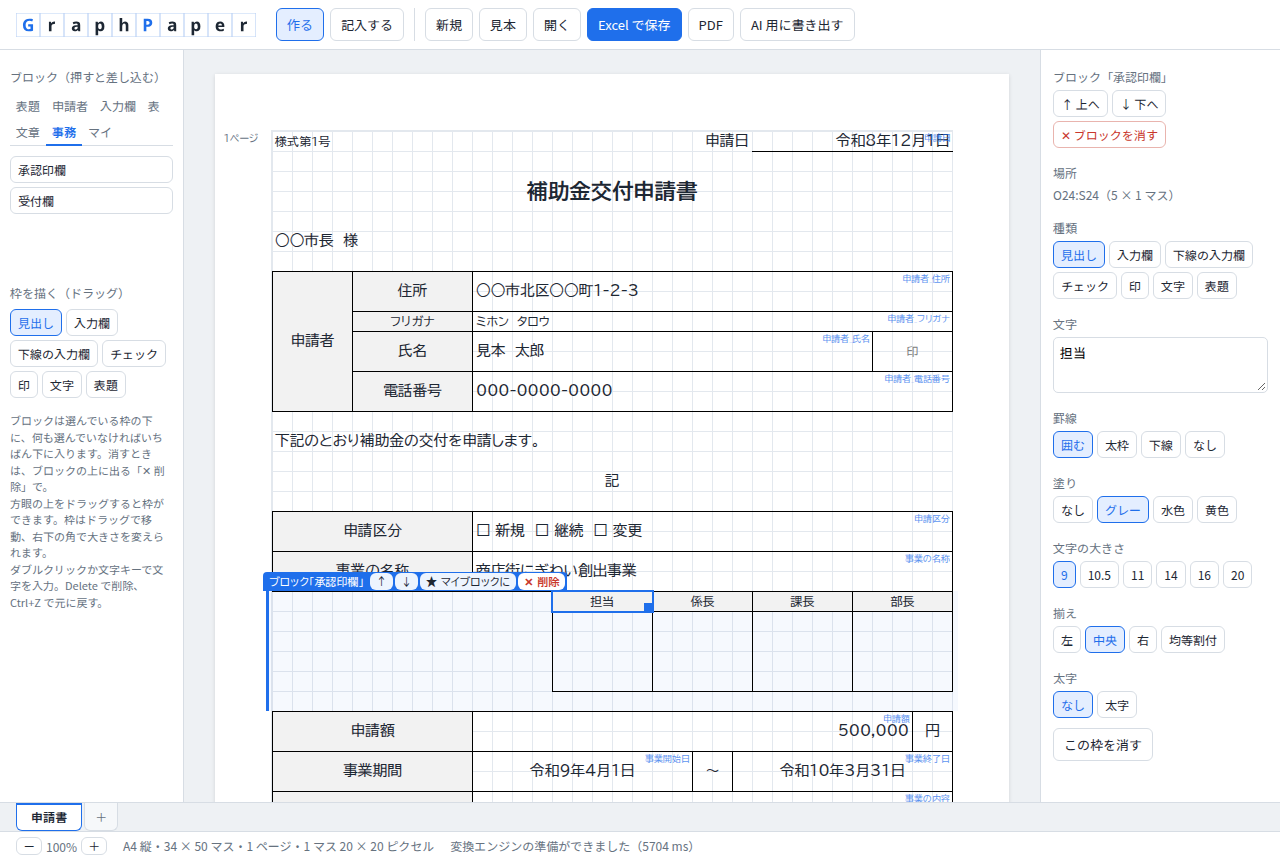 GraphPaper
作る 記入する 新規 見本 開く Excel で保存 PDF AI 用に書き出す
ブロック（押すと差し込む）
表題 申請者 入力欄 表
文章 事務 マイ
承認印欄
受付欄
枠を描く（ドラッグ）
見出し 入力欄
下線の入力欄 チェック
印 文字 表題
ブロックは選んでいる枠の下
に、何も選んでいなければいち
ばん下に入ります。消すとき
は、ブロックの上に出る「✕ 削
除」で。
方眼の上をドラッグすると枠が
できます。枠はドラッグで移
動、右下の角で大きさを変えら
れます。
ダブルクリックか文字キーで文
字を入力。Delete で削除、
Ctrl+Z で元に戻す。
1ページ
様式第1号 申請日 令和8年12月1日
補助金交付申請書
〇〇市長 様
申請者 住所
住所 〇〇市北区〇〇町1-2-3
申請者 フリガナ
フリガナ ミホン タロウ
申請者
申請者 氏名
氏名 見本 太郎 印
申請者 電話番号
電話番号 000-0000-0000
下記のとおり補助金の交付を申請します。
記
申請区分
申請区分 ☐ 新規 ☐ 継続 ☐ 変更
事業の名称
事業の名称 商店街にぎわい創出事業
ブロック「承認印欄」 ↑ ↓ ★ マイブロックに ✕ 削除
担当 係長 課長 部長
申請額
申請額 500,000 円
事業開始日 事業終了日
事業期間 令和9年4月1日 ～ 令和10年3月31日
事業の内容
ブロック「承認印欄」
↑ 上へ ↓ 下へ
✕ ブロックを消す
場所
O24:S24（5 × 1 マス）
種類
見出し 入力欄 下線の入力欄
チェック 印 文字 表題
文字
担当
罫線
囲む 太枠 下線 なし
塗り
なし グレー 水色 黄色
文字の大きさ
9 10.5 11 14 16 20
揃え
左 中央 右 均等割付
太字
なし 太字
この枠を消す
申請書 +
− 100% + A4 縦・34 × 50 マス・1 ページ・1 マス 20 × 20 ピクセル 変換エンジンの準備ができました（5704 ms）